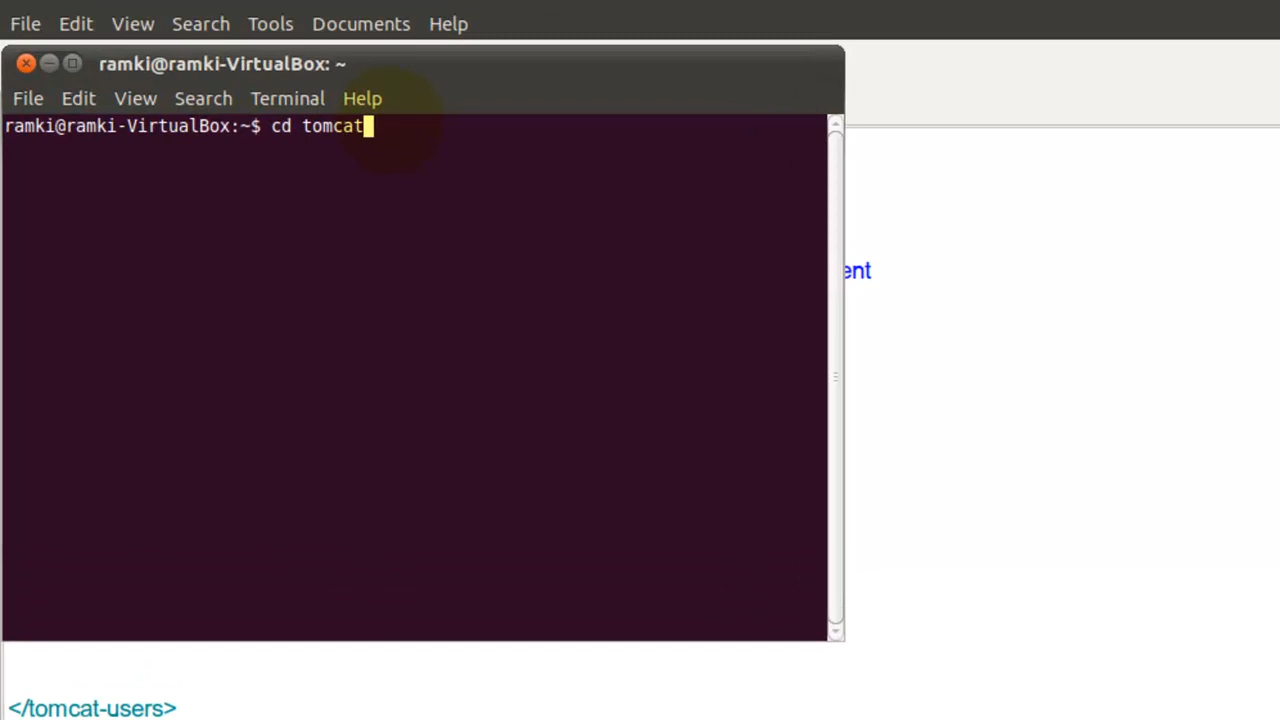 File Edit View Search Tools Documents Help
ramki@ramki-VirtualBox: ~
File Edit View Search Terminal Help
ramki@ramki-VirtualBox:~$ cd tomcat
ent
</tomcat-users>